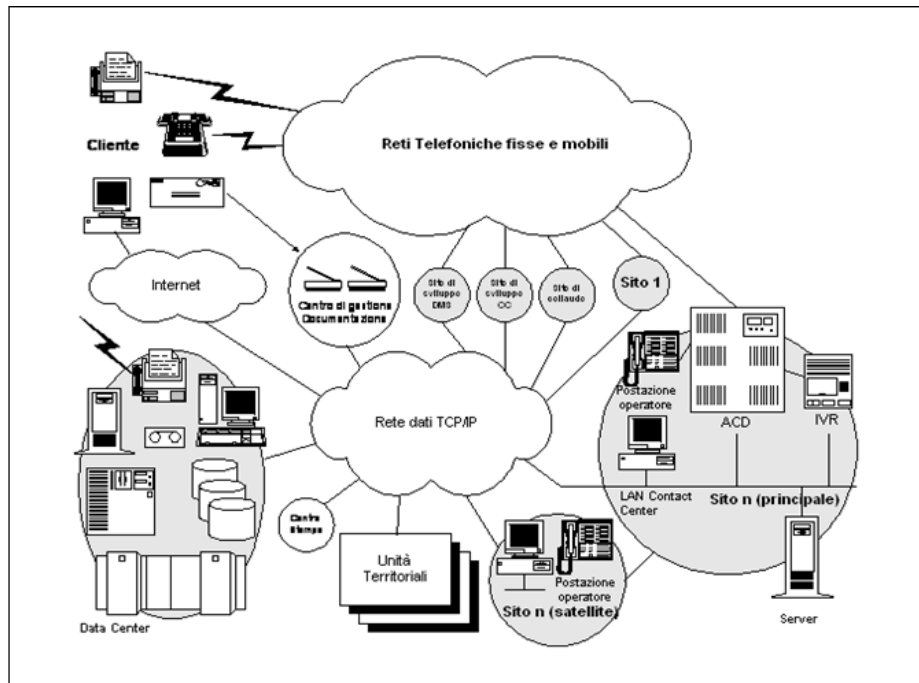 Reti Telefoniche fisse e mobili
Cliente
Internet
Centro di gestione
Documentazione
Sito di
sviluppo
DMS
Sito di
sviluppo
CC
Sito di
collaudo
Sito 1
Postazione
operatore
ACD
IVR
Rete dati TCP/IP
LAN Contact
Center
Sito n (principale)
Centro
Stampa
Unità
Territoriali
Postazione
operatore
Sito n (satellite)
Server
Data Center